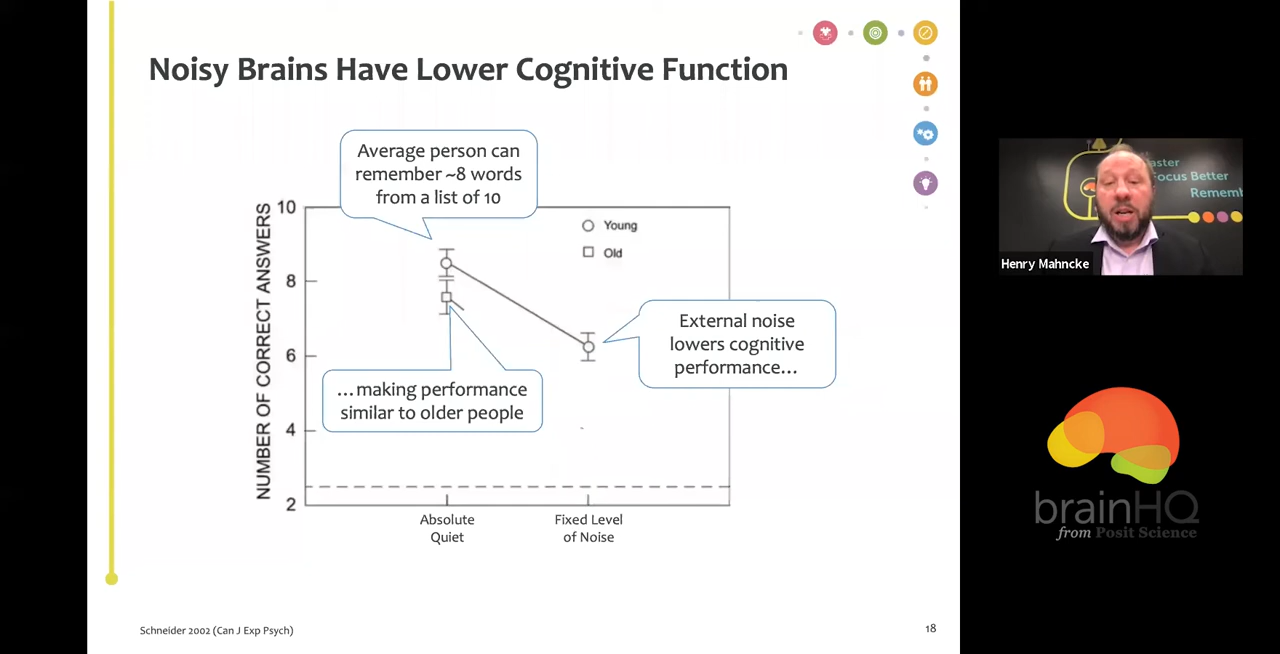 Noisy Brains Have Lower Cognitive Function
Average person can
remember ~8 words
from a list of 10
NUMBER OF CORRECT ANSWERS
10
8
6
4
2
Young
Old
External noise
lowers cognitive
performance...
...making performance
similar to older people
Absolute
Quiet
Fixed Level
of Noise
Schneider 2002 (Can J Exp Psych)
18
Focus Better
Henry Mahncke
brainHQ
from Posit Science